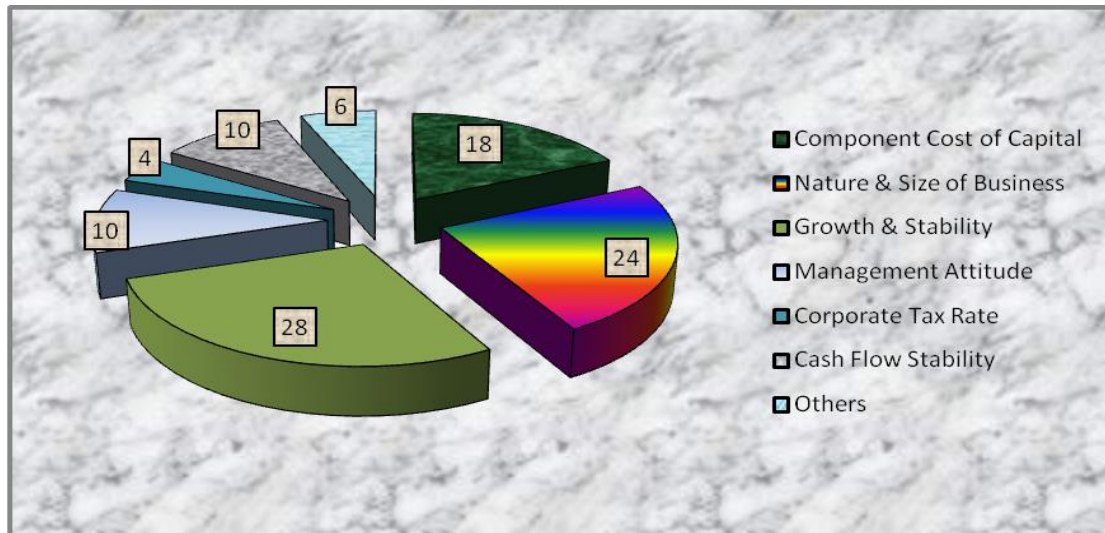 6
10
18
4
10
24
28
Component Cost of Capital
Nature & Size of Business
Growth & Stability
Management Attitude
Corporate Tax Rate
Cash Flow Stability
Others